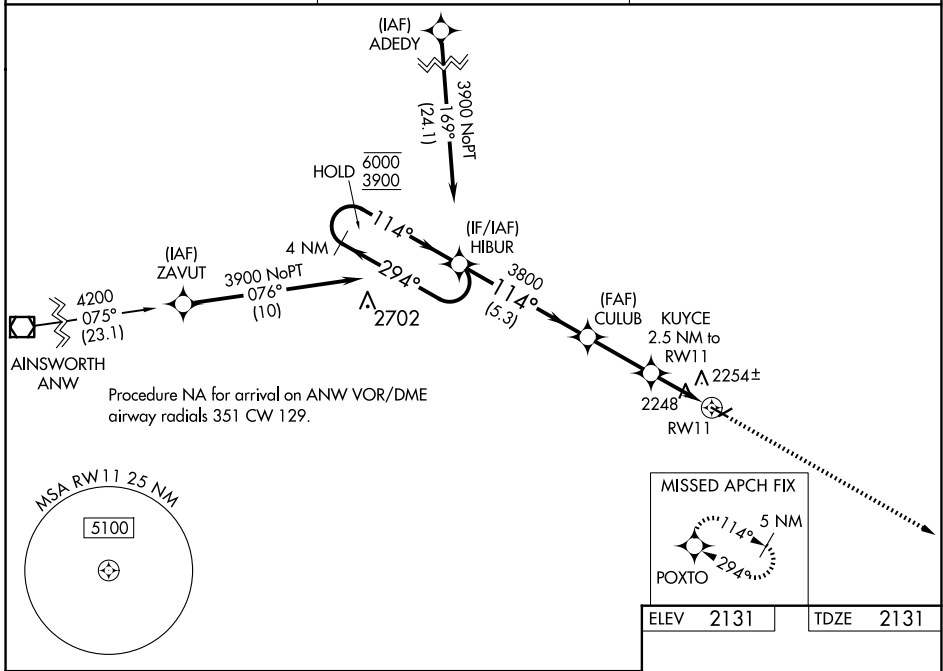 (IAF)
ADEDY
3900 NoPT
169°
(24.1)
HOLD
6000
3900
114°
4 NM
294°
(IF/IAF)
HIBUR
(IAF)
ZAVUT
3900 NoPT
076°
(10)
4200
075°
(23.1)
AINSWORTH
ANW
2702
3800
114°
(5.3)
(FAF)
CULUB
KUYCE
2.5 NM to
RW11
2254±
2248
RW11
Procedure NA for arrival on ANW VOR/DME
airway radials 351 CW 129.
MSA RW11 25 NM
5100
MISSED APCH FIX
114°
5 NM
294°
POXTO
ELEV 2131
TDZE 2131